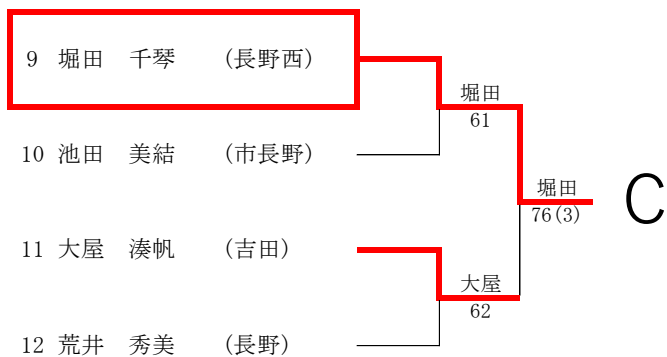 9 堀田 千琴 (長野西)
堀田
61
10 池田 美結 (市長野)
堀田
76(3)
C
11 大屋 湊帆 (吉田)
大屋
62
12 荒井 秀美 (長野)